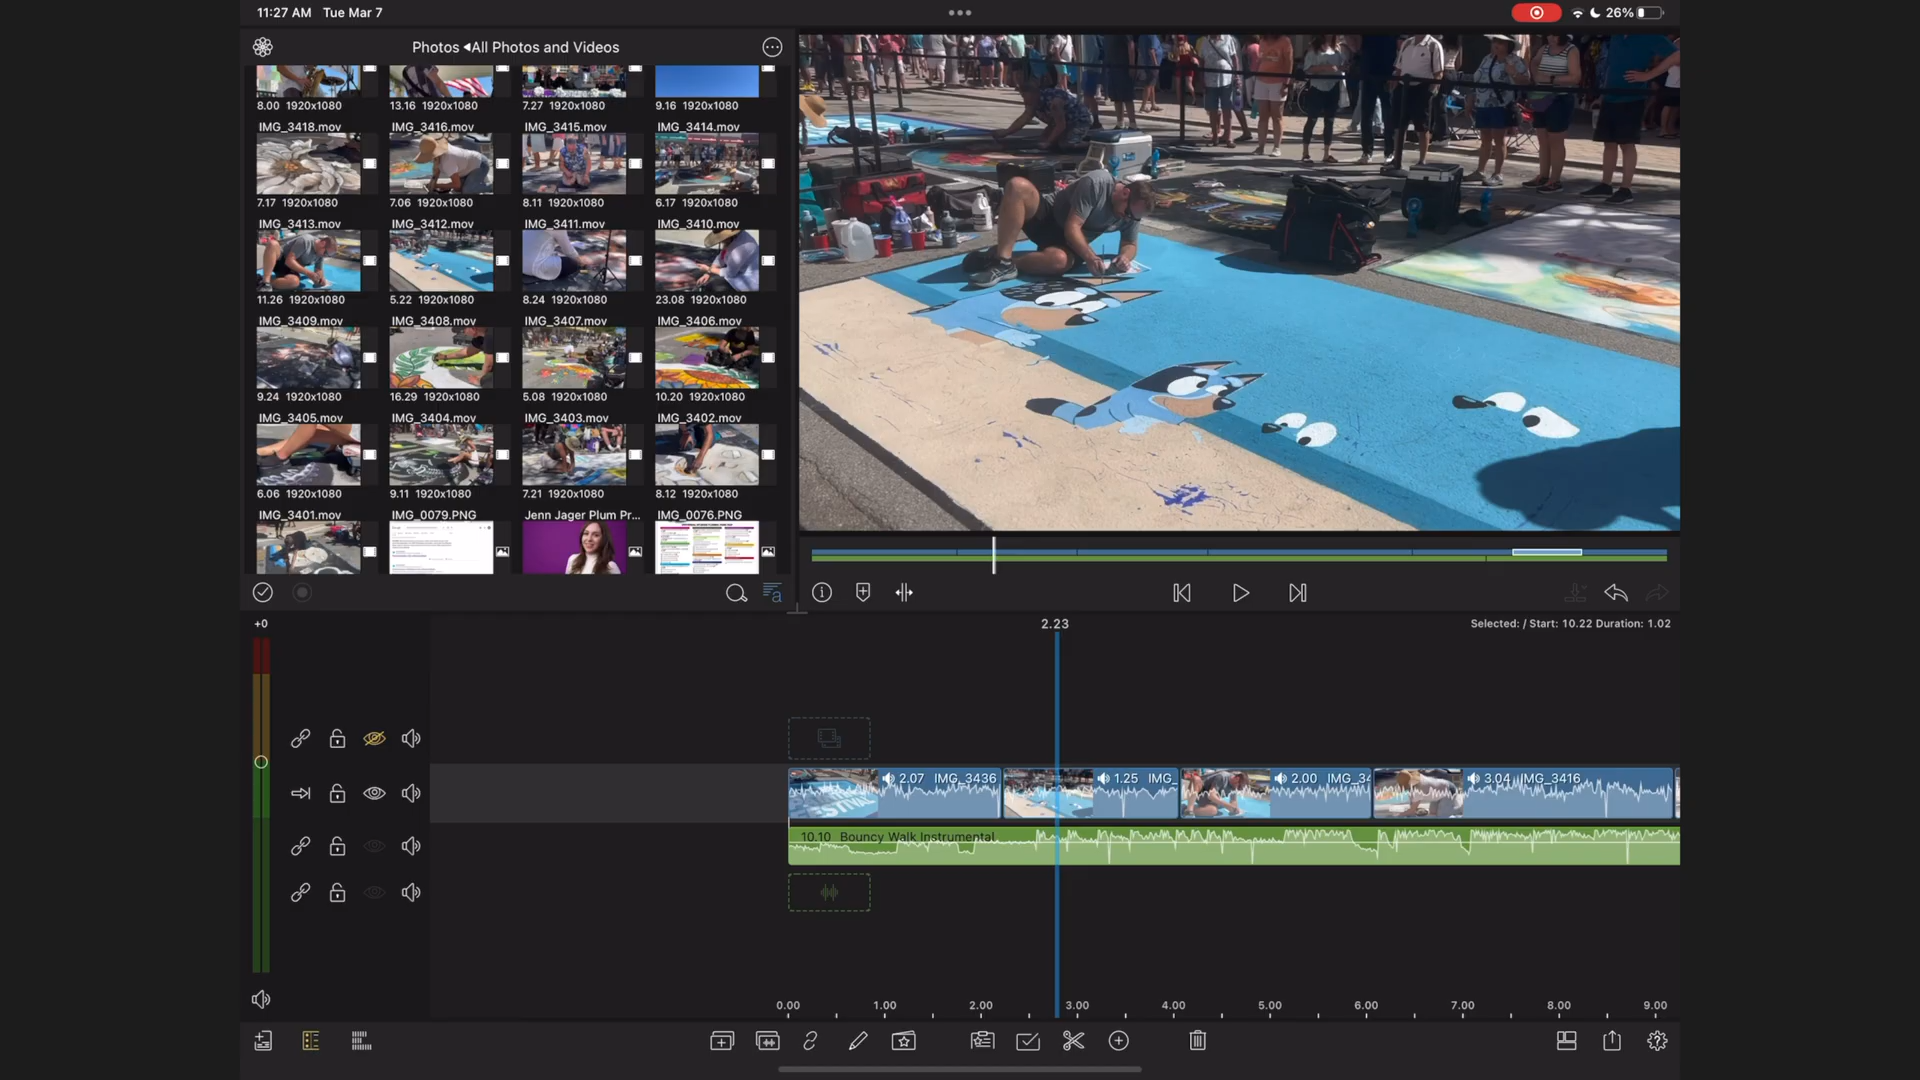 11:27 AM Tue Mar 7
26%
Photos All Photos and Videos
8.00 1920x1080 13.16 1920x1080 7.27 1920x1080 9.16 1920x1080
IMG_3418.mov IMG_3416.mov IMG_3415.mov IMG_3414.mov
7.17 1920x1080 7.06 1920x1080 8.11 1920x1080 6.17 1920x1080
IMG_3413.mov IMG_3412.mov IMG_3411.mov IMG_3410.mov
11.26 1920x1080 5.22 1920x1080 8.24 1920x1080 23.08 1920x1080
IMG_3409.mov IMG_3408.mov IMG_3407.mov IMG_3406.mov
9.24 1920x1080 16.29 1920x1080 5.08 1920x1080 10.20 1920x1080
IMG_3405.mov IMG_3404.mov IMG_3403.mov IMG_3402.mov
6.06 1920x1080 9.11 1920x1080 7.21 1920x1080 8.12 1920x1080
IMG_3401.mov IMG_0079.PNG Jenn Jager Plum Pr... IMG_0076.PNG
a
+0
2.23
Selected: / Start: 10.22 Duration: 1.02
2.07 IMG_3436 1.25 IMG_ 2.00 IMG_34 3.04 IMG_3416
10.10 Bouncy Walk Instrumental
0.00 1.00 2.00 3.00 4.00 5.00 6.00 7.00 8.00 9.00